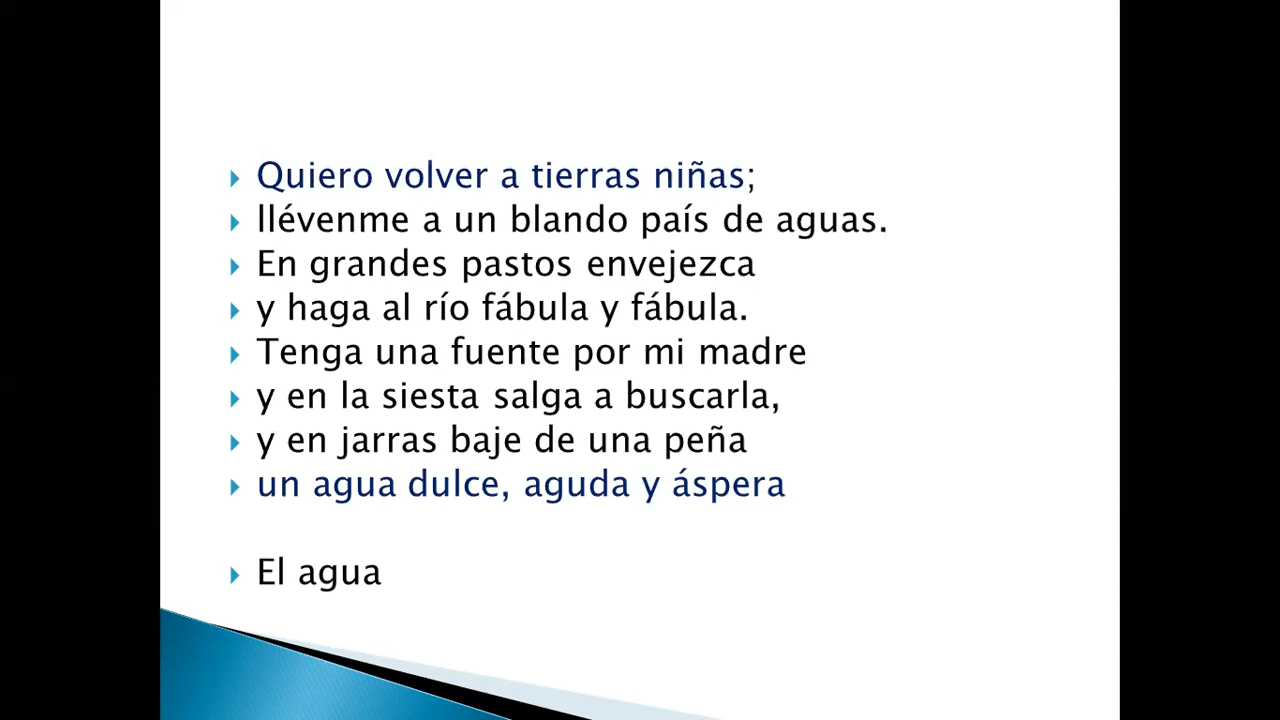 Quiero volver a tierras niñas;
llévenme a un blando país de aguas.
En grandes pastos envejezca
y haga al río fábula y fábula.
Tenga una fuente por mi madre
y en la siesta salga a buscarla,
y en jarras baje de una peña
un agua dulce, aguda y áspera
El agua